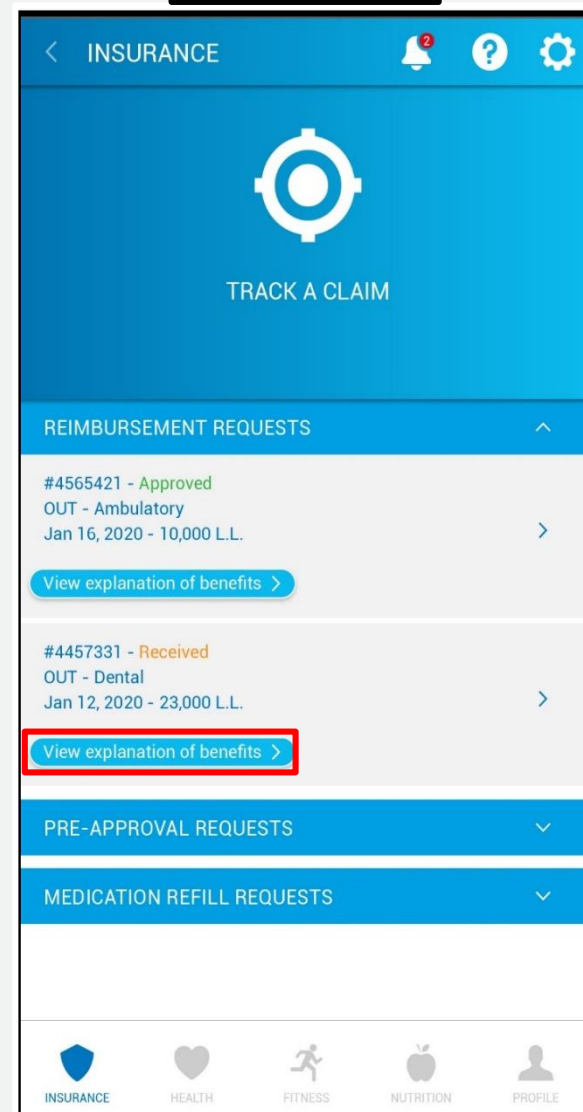 INSURANCE
2
?
TRACK A CLAIM
REIMBURSEMENT REQUESTS
#4565421 - Approved
OUT - Ambulatory
Jan 16, 2020 - 10,000 L.L.
View explanation of benefits
#4457331 - Received
OUT - Dental
Jan 12, 2020 - 23,000 L.L.
View explanation of benefits
PRE-APPROVAL REQUESTS
MEDICATION REFILL REQUESTS
INSURANCE HEALTH FITNESS NUTRITION PROFILE